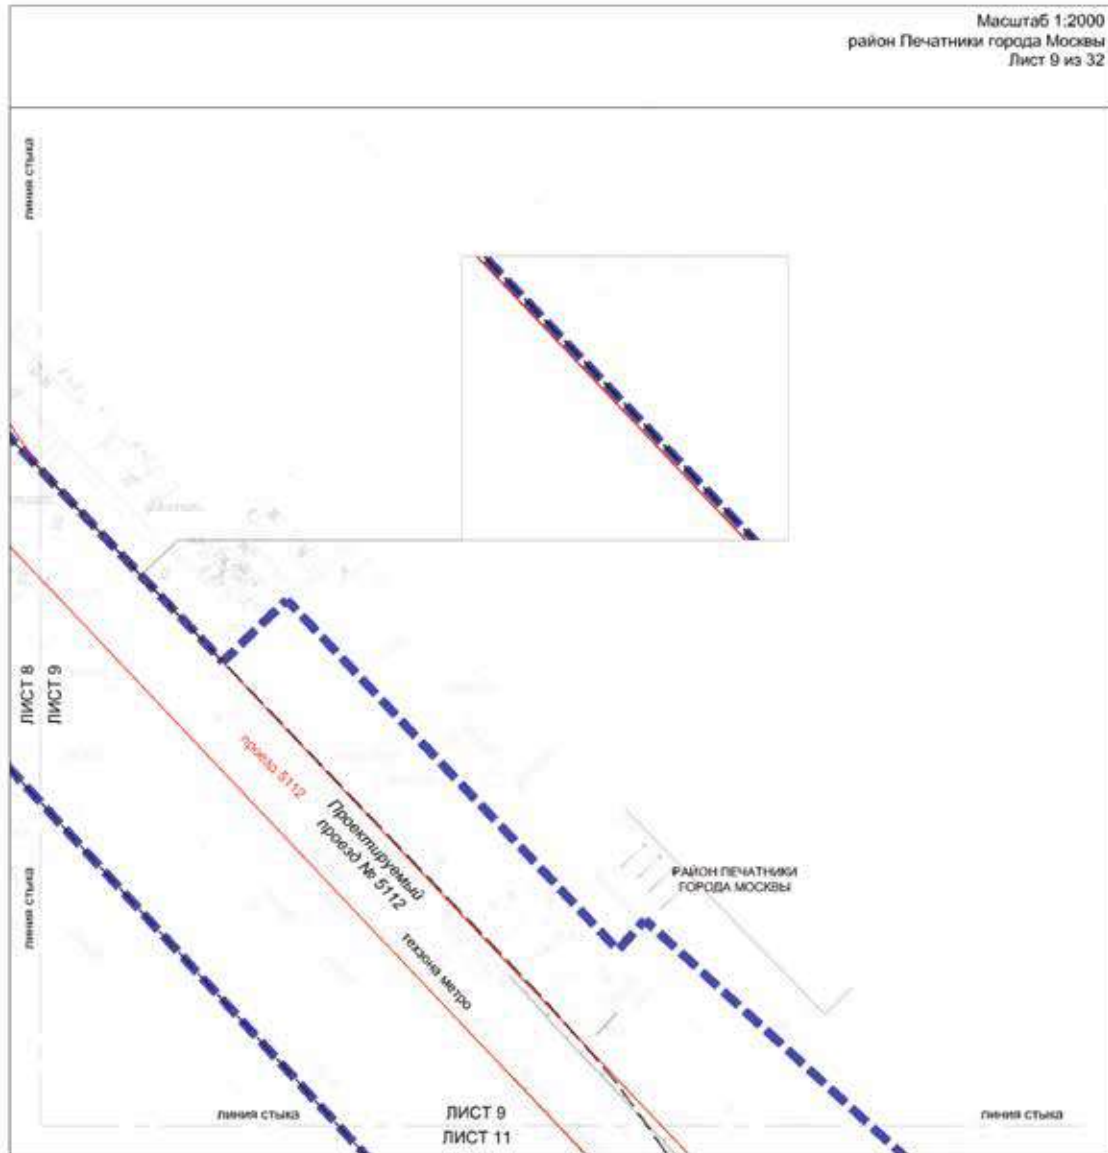 Масштаб 1:2000
район Печатники города Москвы
Лист 9 из 32
линия стыка
ЛИСТ 8
ЛИСТ 9
проезд 5112
Проектируемый
проезд № 5112
техзона метро
РАЙОН ПЕЧАТНИКИ
ГОРОДА МОСКВЫ
линия стыка
линия стыка
ЛИСТ 9
ЛИСТ 11
линия стыка